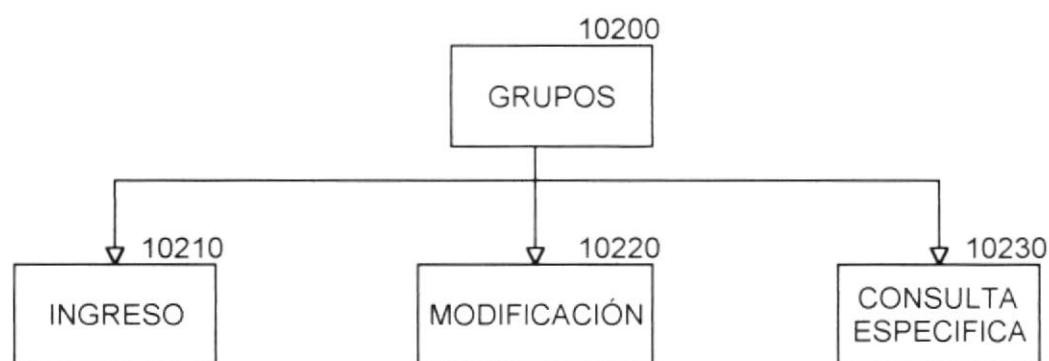 10200
GRUPOS
10210
10220
10230
INGRESO
MODIFICACIÓN
CONSULTA
ESPECIFICA